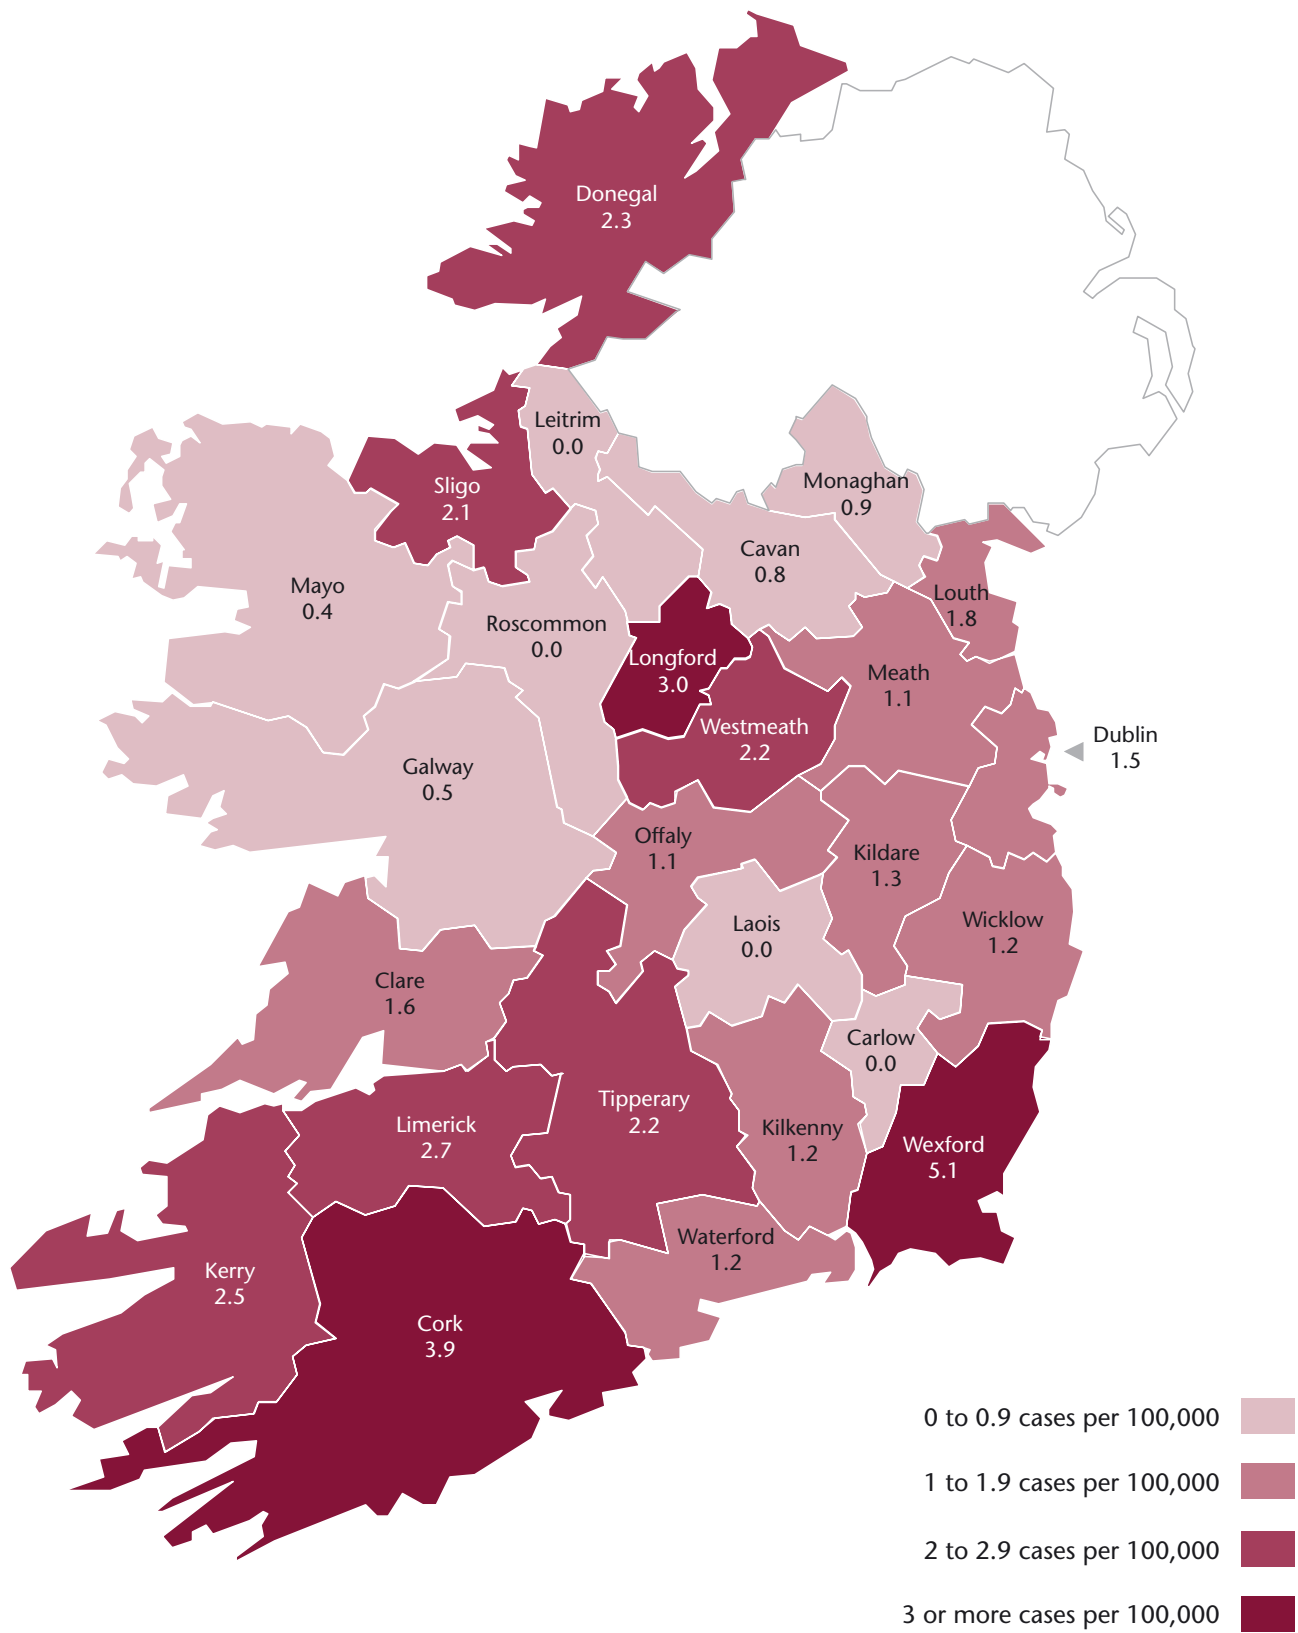 Donegal
2.3
Leitrim
0.0
Monaghan
0.9
Sligo
2.1
Cavan
0.8
Mayo
0.4
Louth
1.8
Roscommon
0.0
Longford
3.0
Meath
1.1
Westmeath
2.2
Dublin
1.5
Galway
0.5
Offaly
1.1
Kildare
1.3
Laois
0.0
Wicklow
1.2
Clare
1.6
Carlow
0.0
Tipperary
2.2
Limerick
2.7
Kilkenny
1.2
Wexford
5.1
Waterford
1.2
Kerry
2.5
Cork
3.9
0 to 0.9 cases per 100,000
1 to 1.9 cases per 100,000
2 to 2.9 cases per 100,000
3 or more cases per 100,000